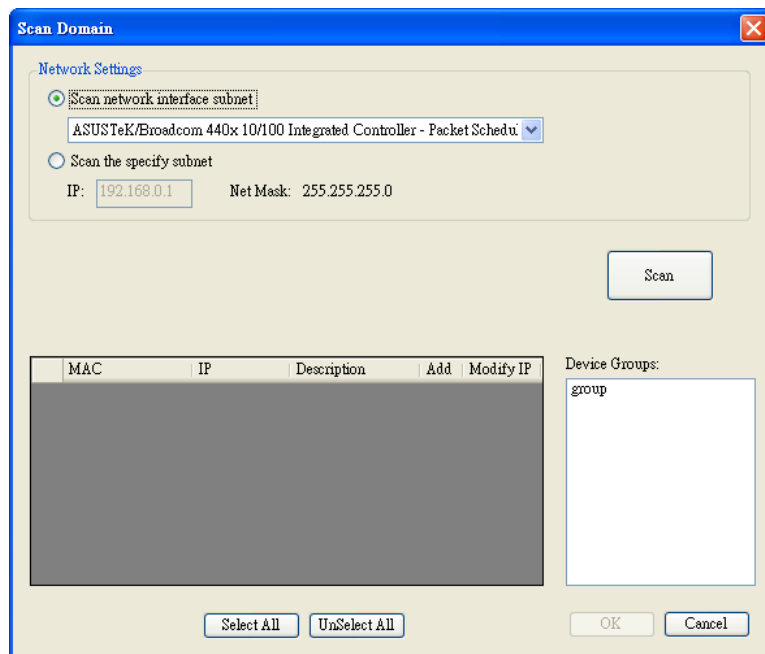 Scan Domain
Network Settings
Scan network interface subnet
ASUSTeK/Broadcom 440x 10/100 Integrated Controller - Packet
Scan the specify subnet
IP: 192.168.0.1 Net Mask: 255.255.255.0
Scan
MAC IP Description Add Modify IP
Device Groups:
group
Select All UnSelect All OK Cancel